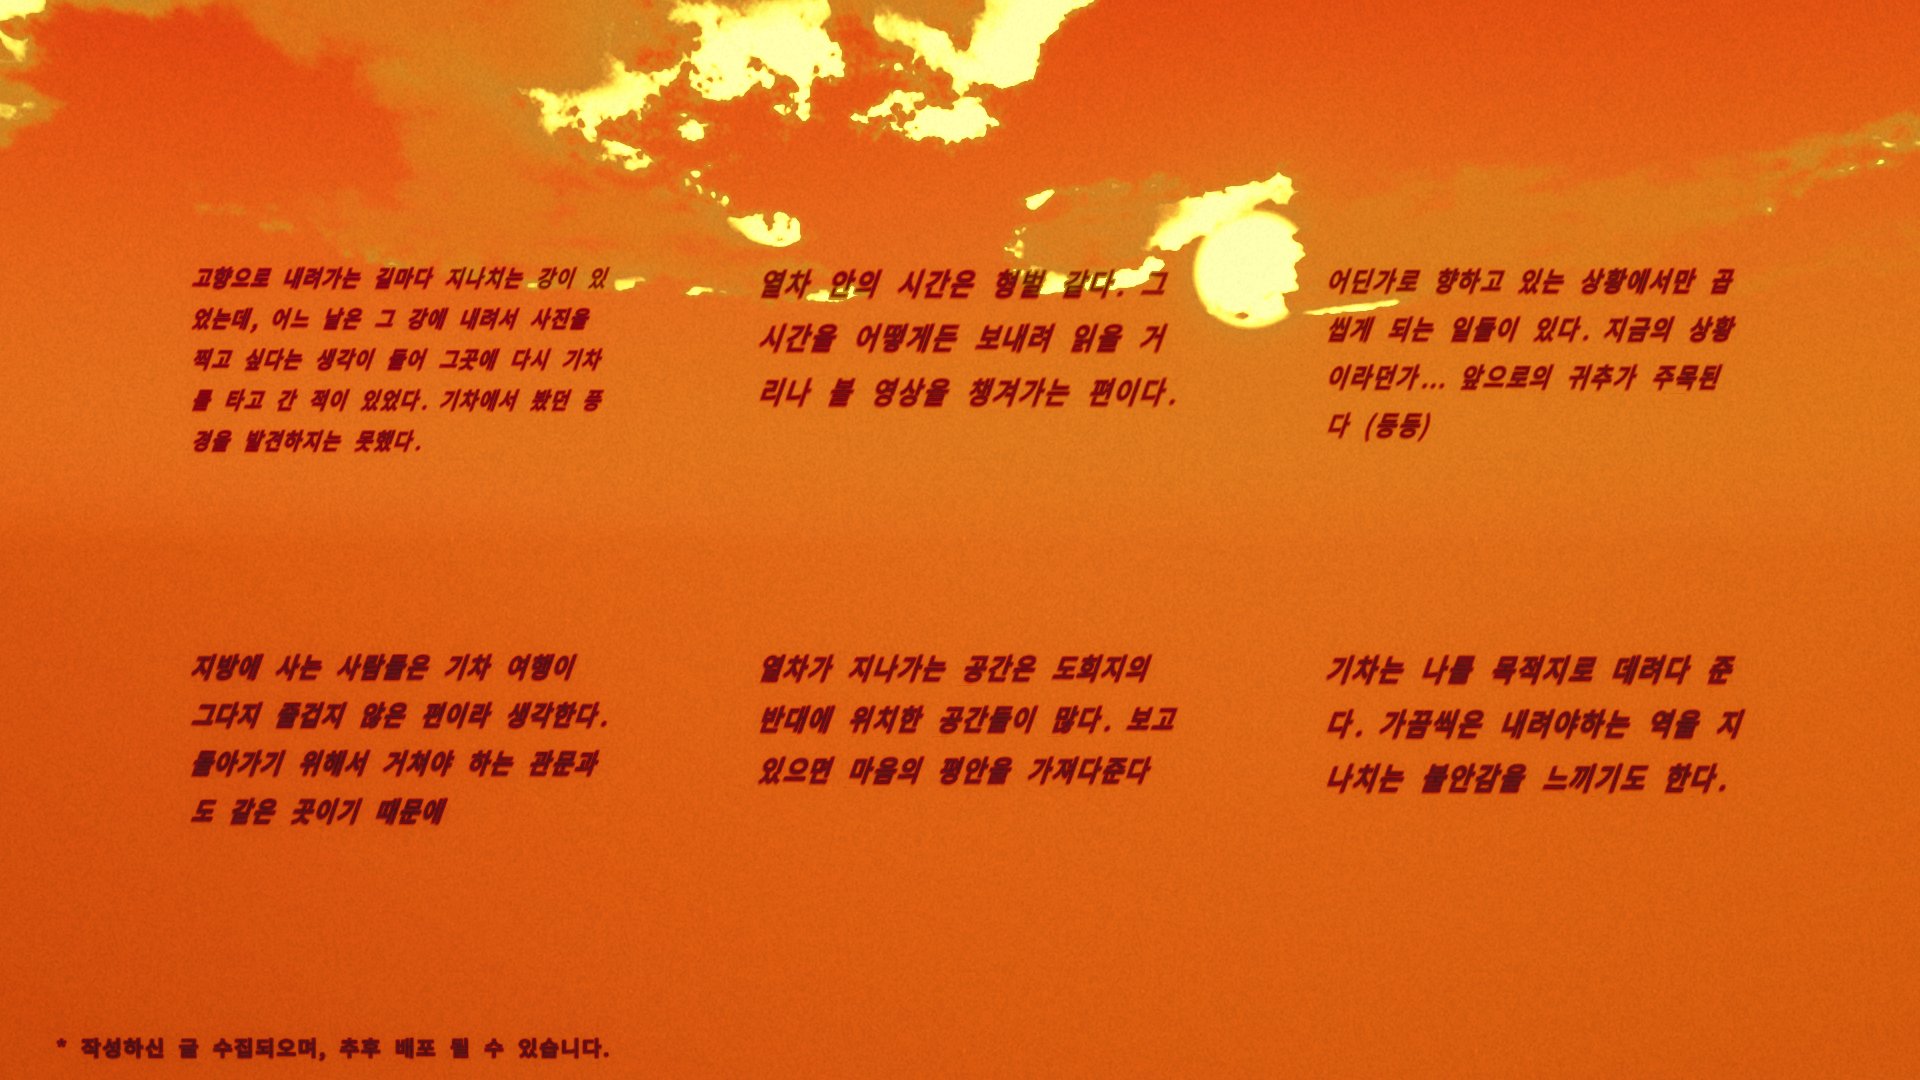 고향으로 내려가는 길마다 지나치는 강이 있
었는데, 어느 날은 그 강에 내려서 사진을
찍고 싶다는 생각이 들어 그곳에 다시 기차
를 타고 간 적이 있었다. 기차에서 봤던 풍
경을 발견하지는 못했다.
열차 안의 시간은 형벌 같다. 그
시간을 어떻게든 보내려 읽을 거
리나 볼 영상을 챙겨가는 편이다.
어딘가로 향하고 있는 상황에서만 곱
씹게 되는 일들이 있다. 지금의 상황
이라던가... 앞으로의 귀추가 주목된
다 (등등)
지방에 사는 사람들은 기차 여행이
그다지 즐겁지 않은 편이라 생각한다.
돌아가기 위해서 거쳐야 하는 관문과
도 같은 곳이기 때문에
열차가 지나가는 공간은 도회지의
반대에 위치한 공간들이 많다. 보고
있으면 마음의 평안을 가져다준다
기차는 나를 목적지로 데려다 준
다. 가끔씩은 내려야하는 역을 지
나치는 불안감을 느끼기도 한다.
* 작성하신 글 수집되오며, 추후 배포 될 수 있습니다.